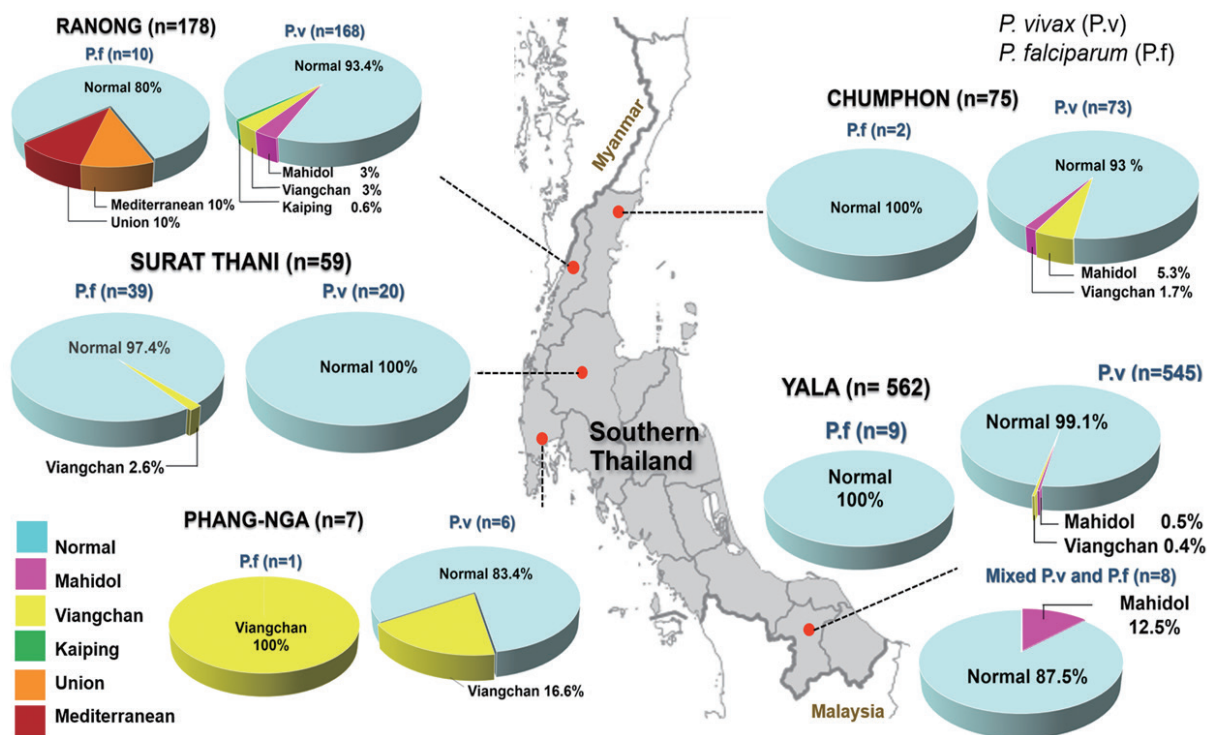 RANONG (n=178)
P.f (n=10)
Normal 80%
Mediterranean 10%
Union 10%
P.v (n=168)
Normal 93.4%
Mahidol 3%
Viangchan 3%
Kaiping 0.6%
P. vivax (P.v)
P. falciparum (P.f)
CHUMPHON (n=75)
P.f (n=2)
Normal 100%
P.v (n=73)
Normal 93 %
Mahidol 5.3%
Viangchan 1.7%
Myanmar
SURAT THANI (n=59)
P.f (n=39)
Normal 97.4%
Viangchan 2.6%
P.v (n=20)
Normal 100%
Southern
Thailand
YALA (n= 562)
P.f (n=9)
Normal
100%
P.v (n=545)
Normal 99.1%
Mahidol 0.5%
Viangchan 0.4%
Mixed P.v and P.f (n=8)
Mahidol
12.5%
Normal 87.5%
PHANG-NGA (n=7)
P.f (n=1)
Viangchan
100%
P.v (n=6)
Normal 83.4%
Viangchan 16.6%
Normal
Mahidol
Viangchan
Kaiping
Union
Mediterranean
Malaysia